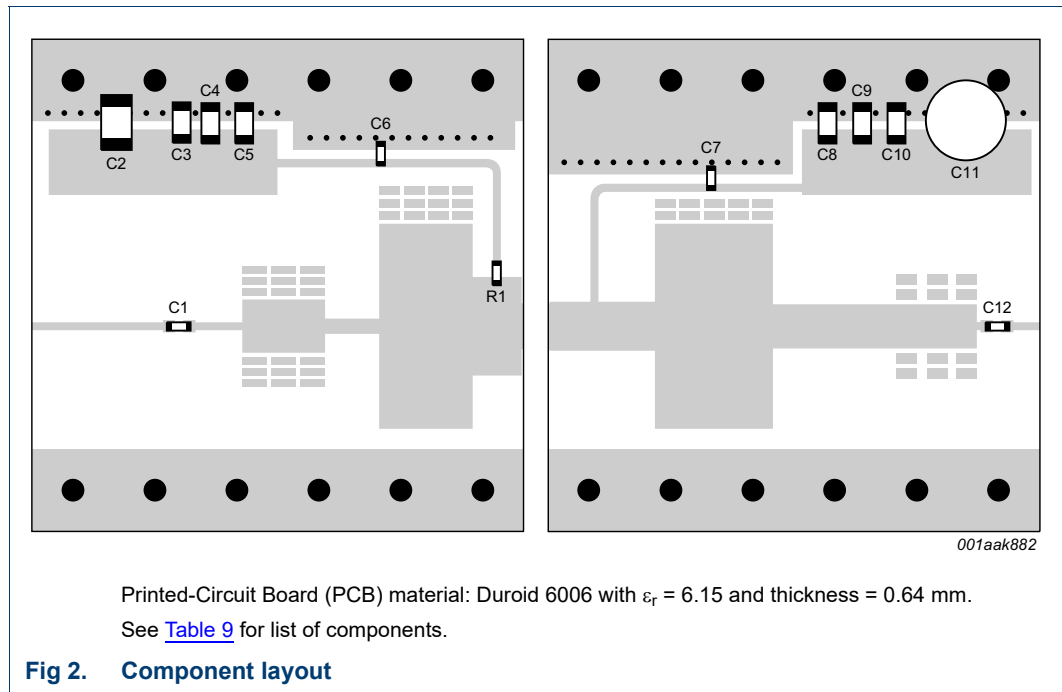 C4
C2
C3
C5
C6
C1
R1
C7
C9
C8
C10
C11
C12
001aak882
Printed-Circuit Board (PCB) material: Duroid 6006 with εr = 6.15 and thickness = 0.64 mm.
See Table 9 for list of components.
Fig 2. Component layout